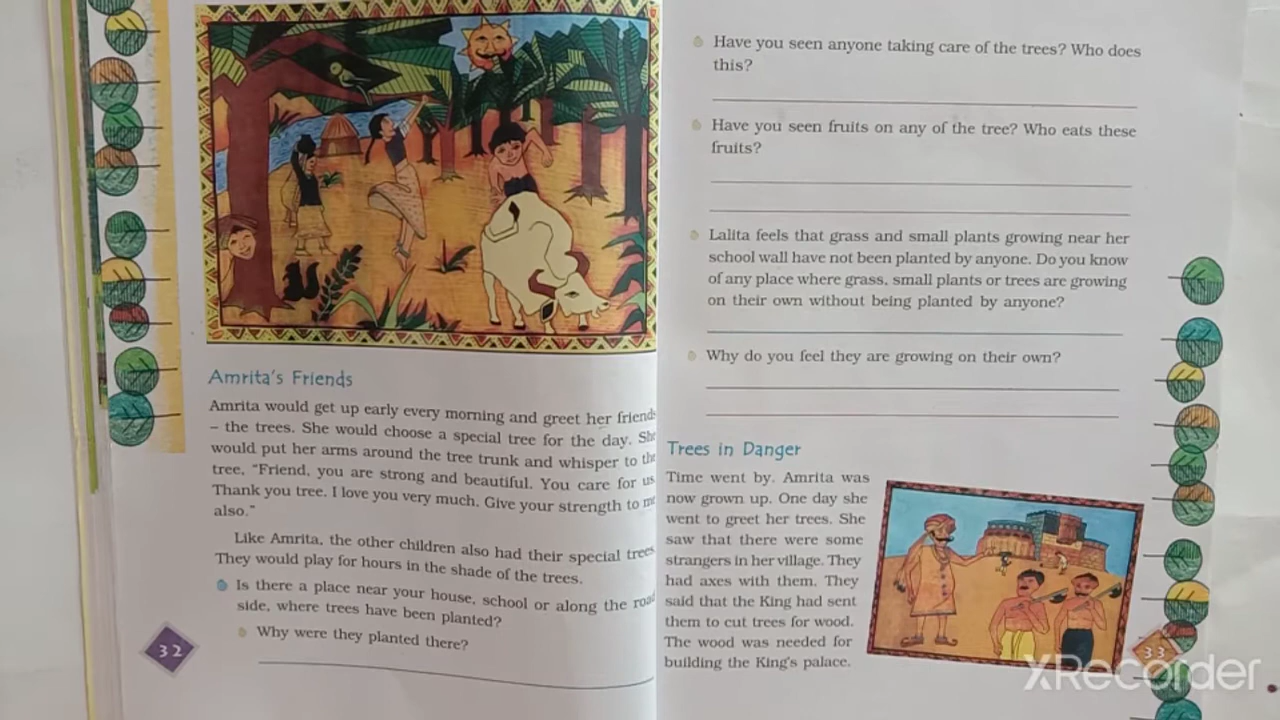 Amrita's Friends
Amrita would get up early every morning and greet her friends
– the trees. She would choose a special tree for the day. She
would put her arms around the tree trunk and whisper to the
tree, "Friend, you are strong and beautiful. You care for us.
Thank you tree. I love you very much. Give your strength to me
also."
Like Amrita, the other children also had their special trees.
They would play for hours in the shade of the trees.
Is there a place near your house, school or along the road
side, where trees have been planted?
Why were they planted there?
32
Have you seen anyone taking care of the trees? Who does
this?
Have you seen fruits on any of the tree? Who eats these
fruits?
Lalita feels that grass and small plants growing near her
school wall have not been planted by anyone. Do you know
of any place where grass, small plants or trees are growing
on their own without being planted by anyone?
Why do you feel they are growing on their own?
Trees in Danger
Time went by. Amrita was
now grown up. One day she
went to greet her trees. She
saw that there were some
strangers in her village. They
had axes with them. They
said that the King had sent
them to cut trees for wood.
The wood was needed for
building the King's palace.
33
XRecorder